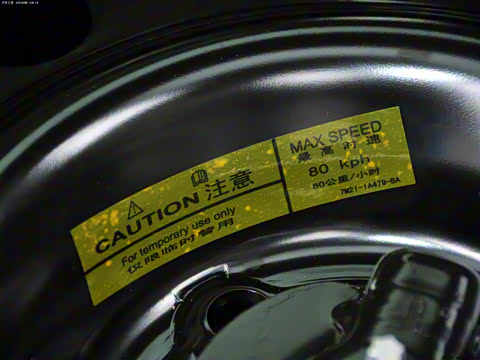 CAUTION 注意
For temporary use only
仅限临时备用
MAX SPEED
最高时速
80 kph
80公里/小时
7M21-1A479-BA